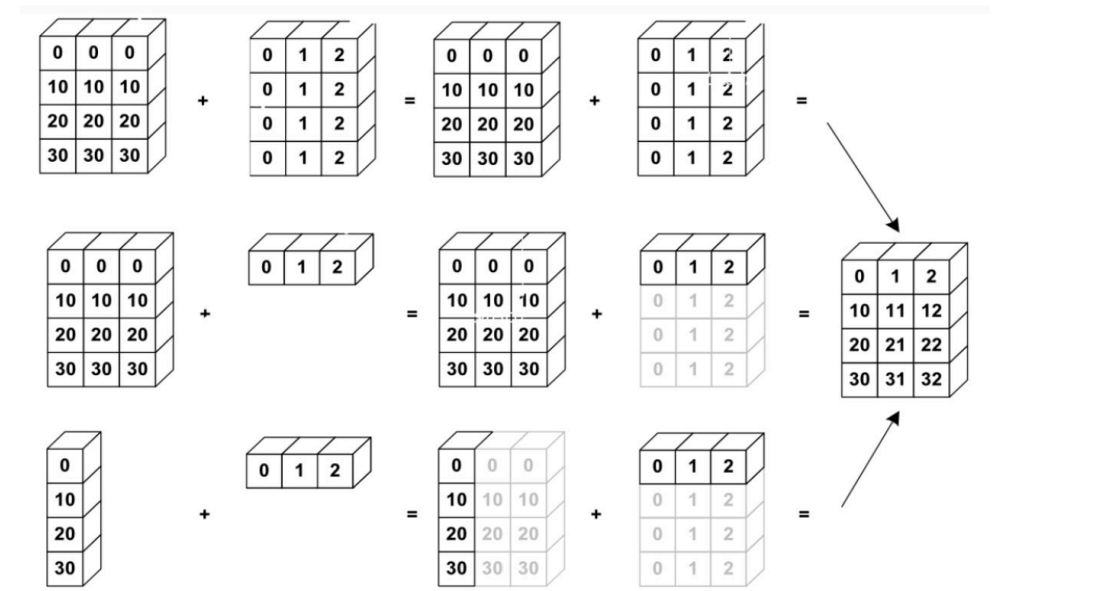 0 0 0 0 1 2 0 0 0 0 1 2
10 10 10 0 1 2 10 10 10 0 1 2
+ = + =
20 20 20 0 1 2 20 20 20 0 1 2
30 30 30 0 1 2 30 30 30 0 1 2
0 0 0 0 1 2 0 0 0 0 1 2 0 1 2
10 10 10 10 10 10 0 1 2 10 11 12
+ = + =
20 20 20 20 20 20 0 1 2 20 21 22
30 30 30 30 30 30 0 1 2 30 31 32
0 0 1 2 0 0 0 0 1 2
10 10 10 10 0 1 2
+ = + =
20 20 20 20 0 1 2
30 30 30 30 0 1 2